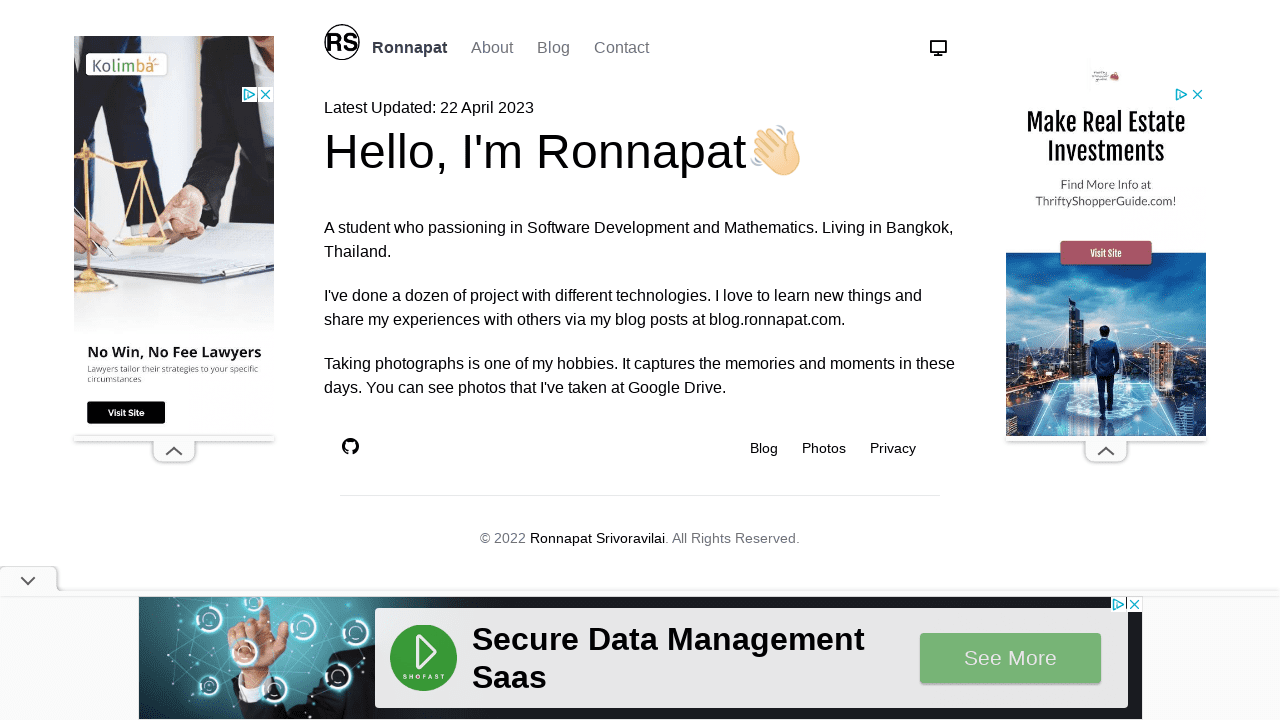 RS
Ronnapat
About
Blog
Contact
Latest Updated: 22 April 2023
Hello, I'm Ronnapat
A student who passioning in Software Development and Mathematics. Living in Bangkok,
Thailand.
I've done a dozen of project with different technologies. I love to learn new things and
share my experiences with others via my blog posts at blog.ronnapat.com.
Taking photographs is one of my hobbies. It captures the memories and moments in these
days. You can see photos that I've taken at Google Drive.
Blog
Photos
Privacy
© 2022 Ronnapat Srivoravilai. All Rights Reserved.
Kolimba
No Win, No Fee Lawyers
Lawyers tailor their strategies to your specific
circumstances
Visit Site
Make Real Estate
Investments
Find More Info at
ThriftyShopperGuide.com!
Visit Site
SHOFAST
Secure Data Management
Saas
See More